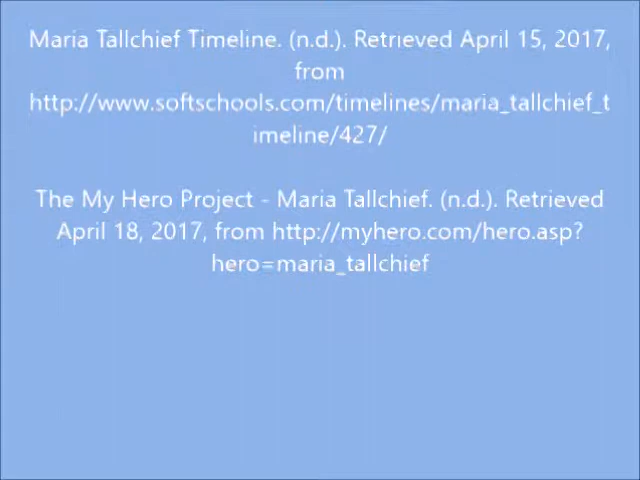 Maria Tallchief Timeline. (n.d.). Retrieved April 15, 2017,
from
http://www.softschools.com/timelines/maria_tallchief_t
imeline/427/
The My Hero Project - Maria Tallchief. (n.d.). Retrieved
April 18, 2017, from http://myhero.com/hero.asp?
hero=maria_tallchief